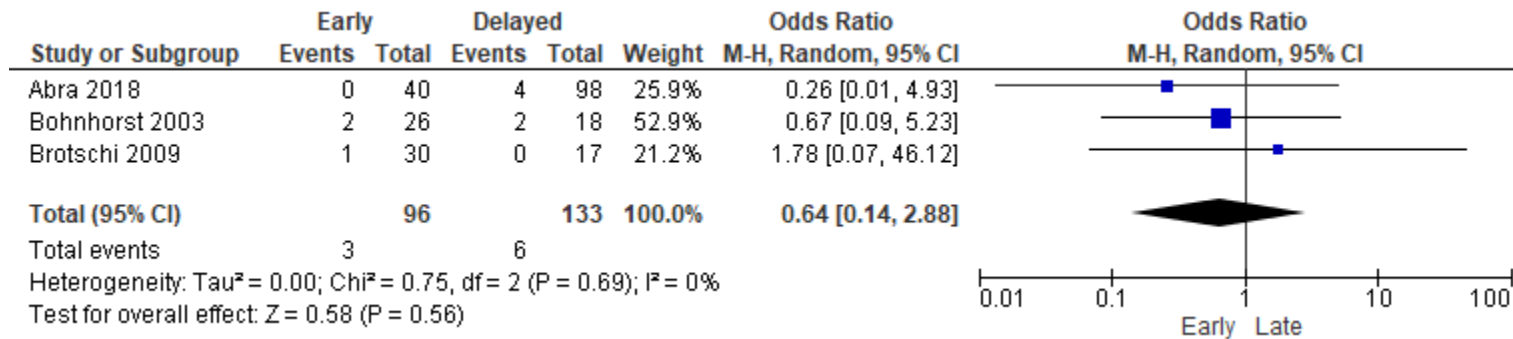 Early Delayed Odds Ratio Odds Ratio
Study or Subgroup Events Total Events Total Weight M-H, Random, 95% CI M-H, Random, 95% CI
Abra 2018 0 40 4 98 25.9% 0.26 [0.01, 4.93]
Bohnhorst 2003 2 26 2 18 52.9% 0.67 [0.09, 5.23]
Brotschi 2009 1 30 0 17 21.2% 1.78 [0.07, 46.12]
Total (95% CI) 96 133 100.0% 0.64 [0.14, 2.88]
Total events 3 6
Heterogeneity: Tau² = 0.00; Chi² = 0.75, df = 2 (P = 0.69); I² = 0%
Test for overall effect: Z = 0.58 (P = 0.56)
0.01 0.1 1 10 100
Early Late